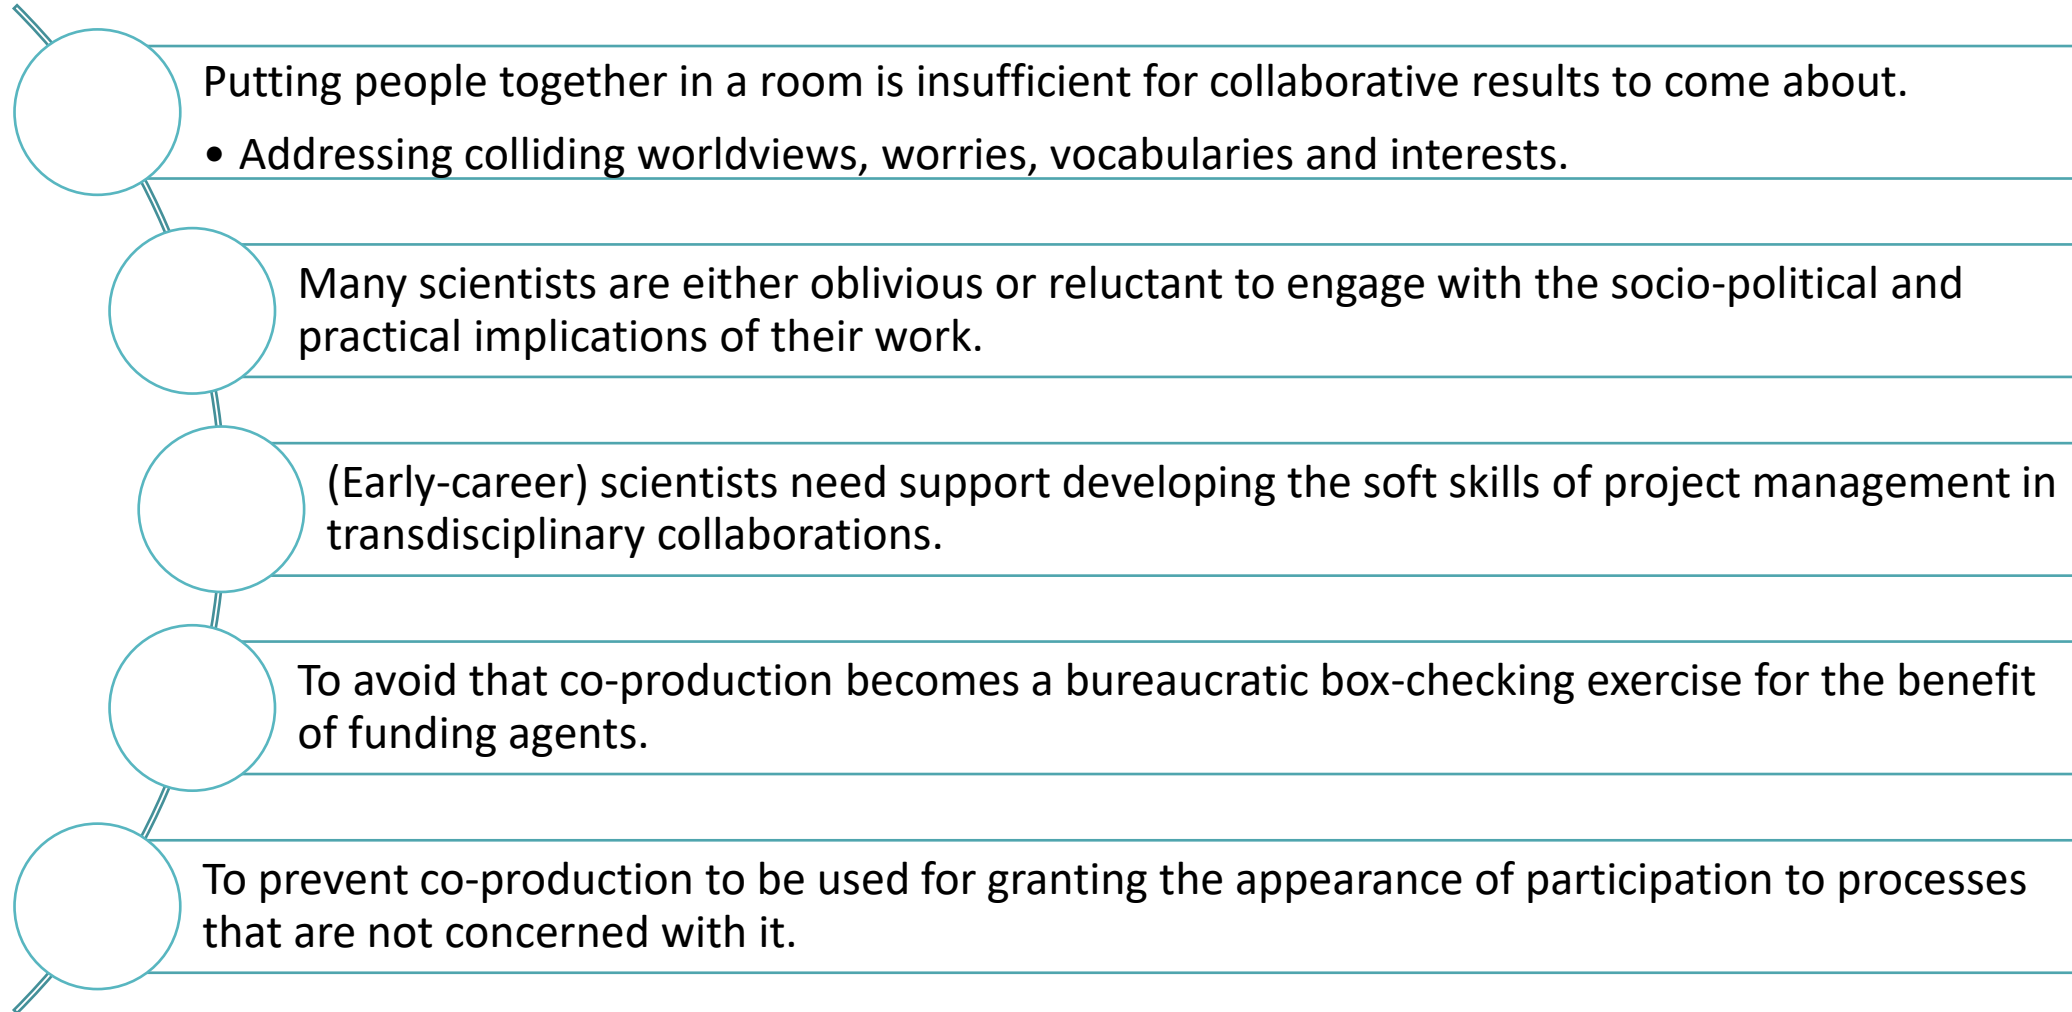 Putting people together in a room is insufficient for collaborative results to come about.
• Addressing colliding worldviews, worries, vocabularies and interests.
Many scientists are either oblivious or reluctant to engage with the socio-political and
practical implications of their work.
(Early-career) scientists need support developing the soft skills of project management in
transdisciplinary collaborations.
To avoid that co-production becomes a bureaucratic box-checking exercise for the benefit
of funding agents.
To prevent co-production to be used for granting the appearance of participation to processes
that are not concerned with it.